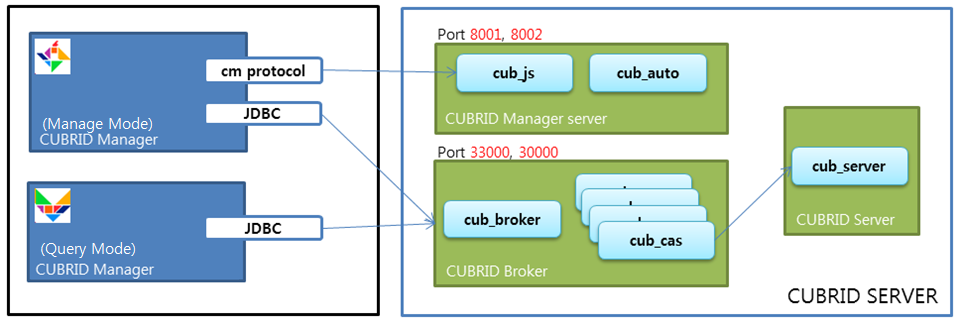 cm protocol
JDBC
(Manage Mode)
CUBRID Manager
JDBC
(Query Mode)
CUBRID Manager
Port 8001, 8002
cub_js
cub_auto
CUBRID Manager server
Port 33000, 30000
cub_broker
cub_cas
CUBRID Broker
cub_server
CUBRID Server
CUBRID SERVER